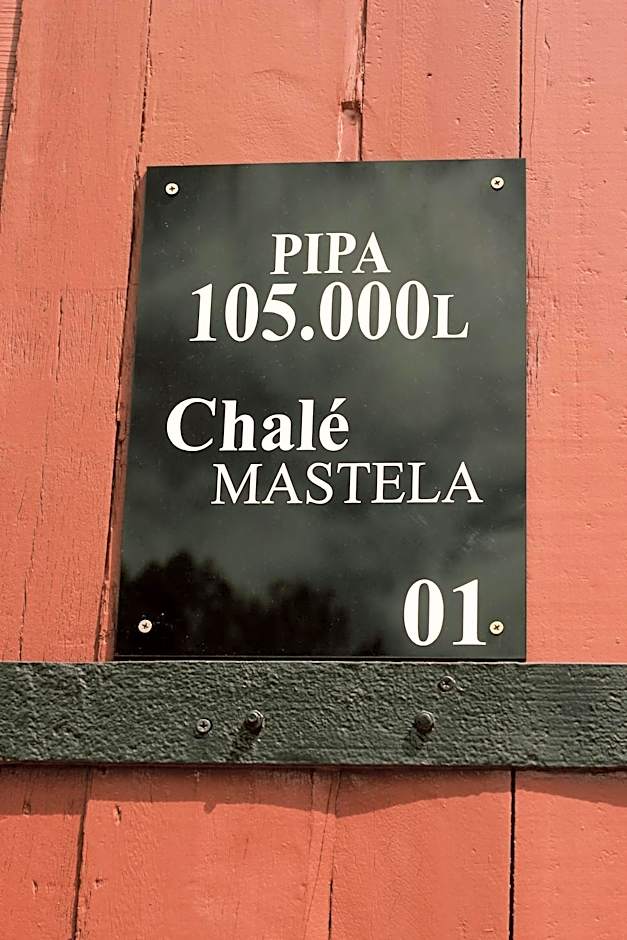 PIPA
105.000L
Chalé
MASTELA
01